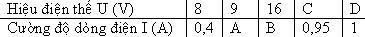 Hiệu điện thế U (V) 8 9 16 C D
Cường độ dòng điện I (A) 0,4 A B 0,95 1